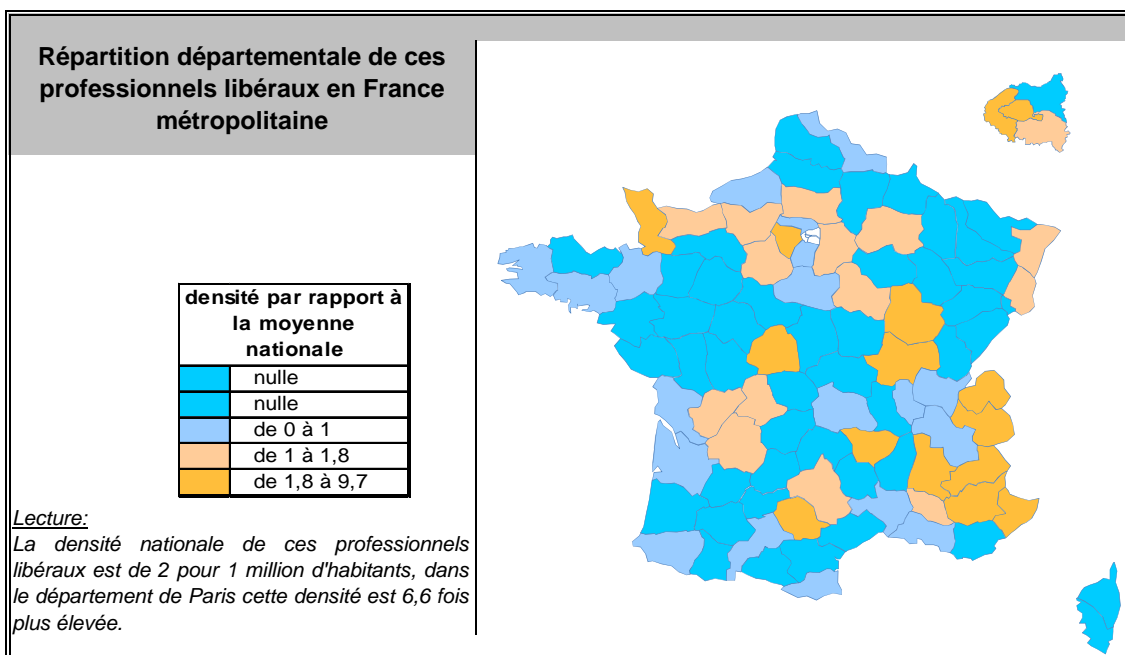 Répartition départementale de ces
professionnels libéraux en France
métropolitaine
densité par rapport à
la moyenne
nationale
nulle
nulle
de 0 à 1
de 1 à 1,8
de 1,8 à 9,7
Lecture:
La densité nationale de ces professionnels
libéraux est de 2 pour 1 million d'habitants, dans
le département de Paris cette densité est 6,6 fois
plus élevée.